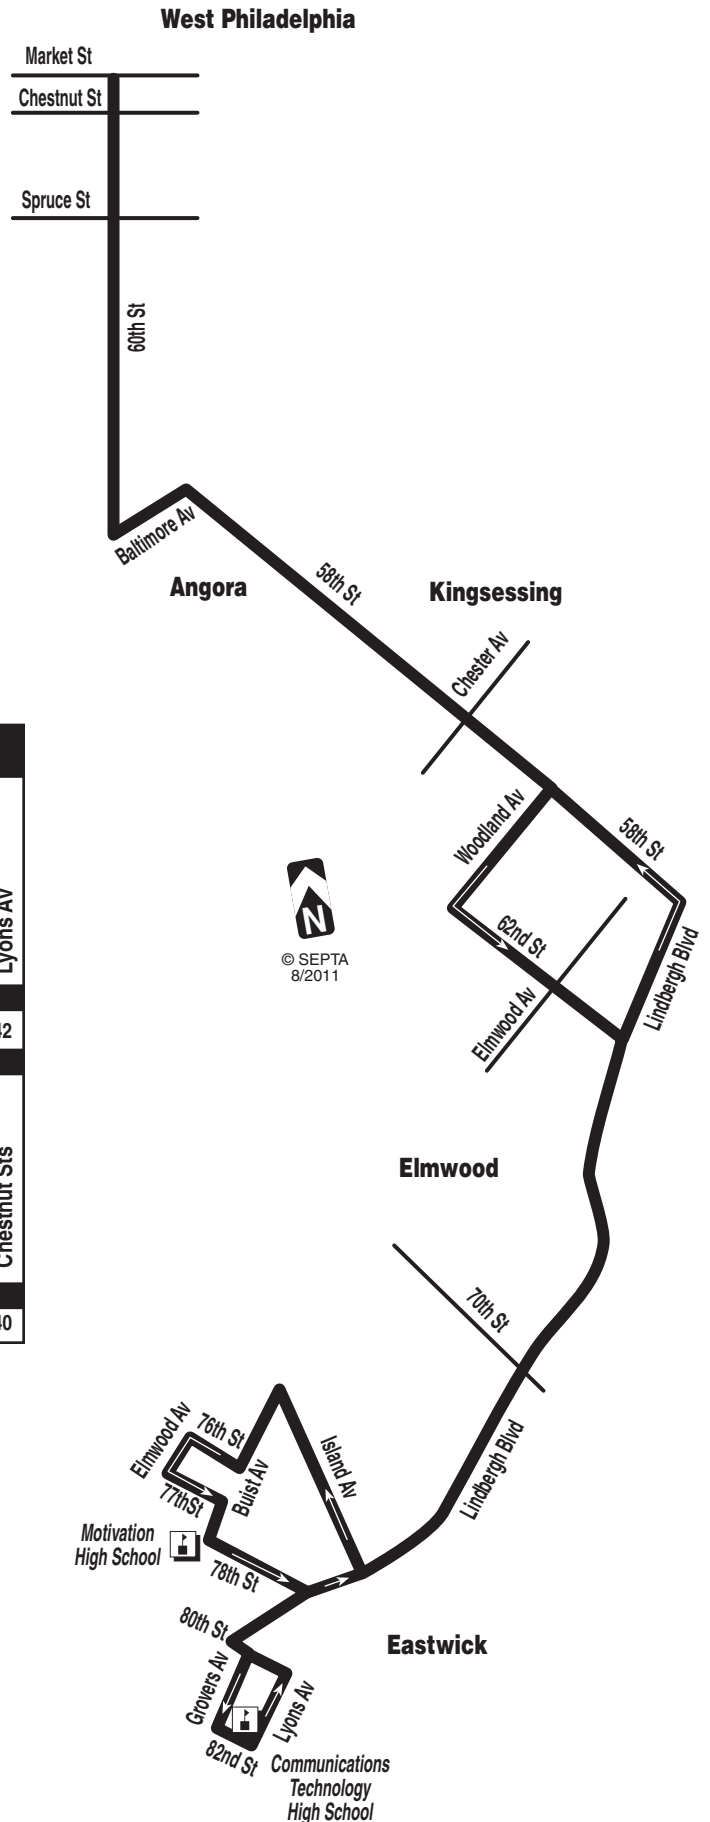 West Philadelphia
Market St
Chestnut St
Spruce St
60th St
Baltimore Av
Angora
58th St
Kingsessing
Chester Av
Woodland Av
58th St
Lyons Av
62nd St
N
© SEPTA
8/2011
Lindbergh Blvd
Elmwood Av
42
Chestnut Sts
Elmwood
70th St
40
Elmwood Av
76th St
Island Av
Lindbergh Blvd
Buist Av
77thSt
Motivation
High School
78th St
80th St
Eastwick
Grovers Av
Lyons Av
82nd St
Communications
Technology
High School